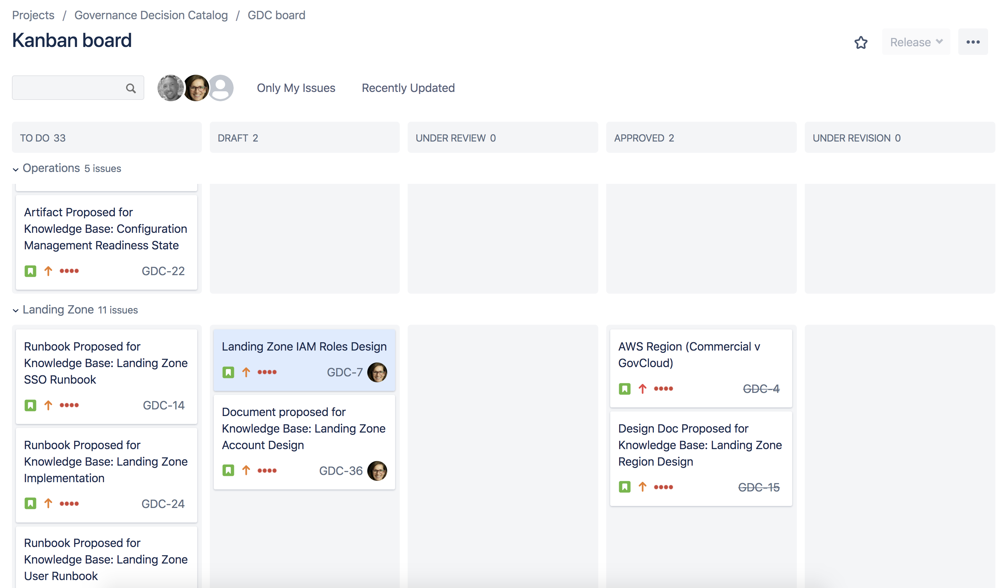 Projects / Governance Decision Catalog / GDC board
Kanban board
Release
Only My Issues
Recently Updated
TO DO 33
DRAFT 2
UNDER REVIEW 0
APPROVED 2
UNDER REVISION 0
Operations 5 issues
Artifact Proposed for
Knowledge Base: Configuration
Management Readiness State
GDC-22
Landing Zone 11 issues
Runbook Proposed for
Knowledge Base: Landing Zone
SSO Runbook
GDC-14
Runbook Proposed for
Knowledge Base: Landing Zone
Implementation
GDC-24
Runbook Proposed for
Knowledge Base: Landing Zone
User Runbook
Landing Zone IAM Roles Design
GDC-7
Document proposed for
Knowledge Base: Landing Zone
Account Design
GDC-36
AWS Region (Commercial v
GovCloud)
GDC-4
Design Doc Proposed for
Knowledge Base: Landing Zone
Region Design
GDC-15